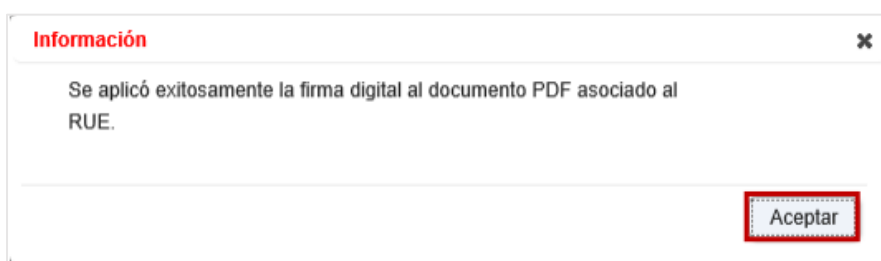 Información
Se aplicó exitosamente la firma digital al documento PDF asociado al
RUE.
Aceptar